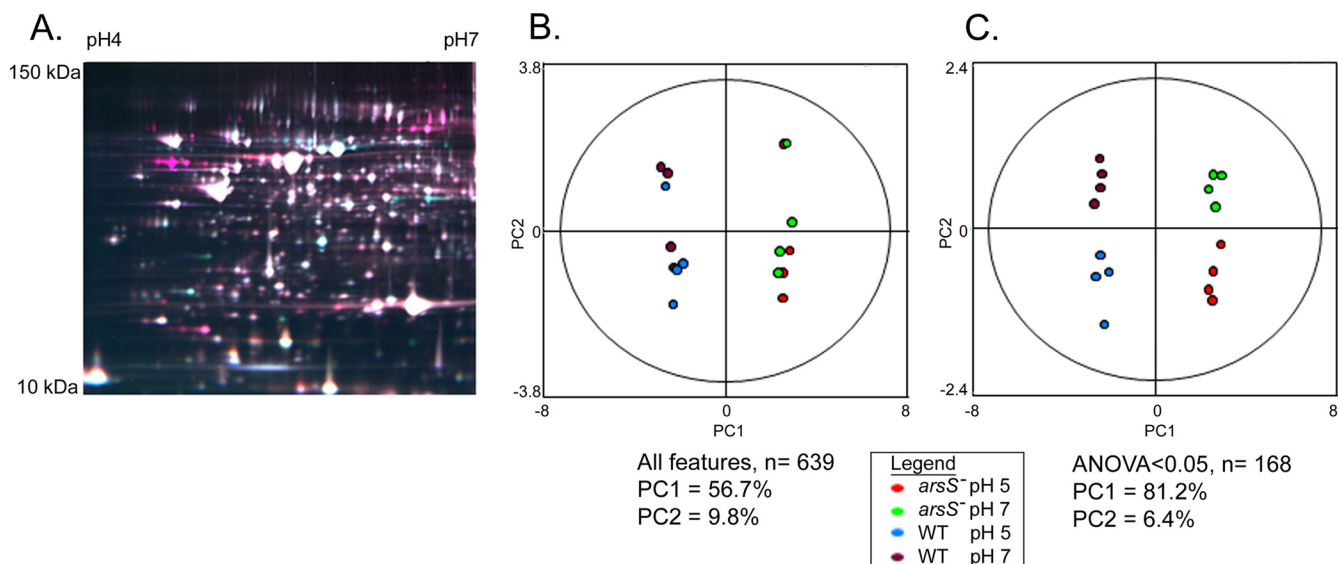 A.
pH4 pH7
150 kDa
10 kDa
B.
3.8
0
-3.8
PC2
-8 0 8
PC1
All features, n= 639
PC1 = 56.7%
PC2 = 9.8%
C.
2.4
0
-2.4
PC2
-8 0 8
PC1
ANOVA<0.05, n= 168
PC1 = 81.2%
PC2 = 6.4%
Legend
arsS⁻ pH 5
arsS⁻ pH 7
WT pH 5
WT pH 7